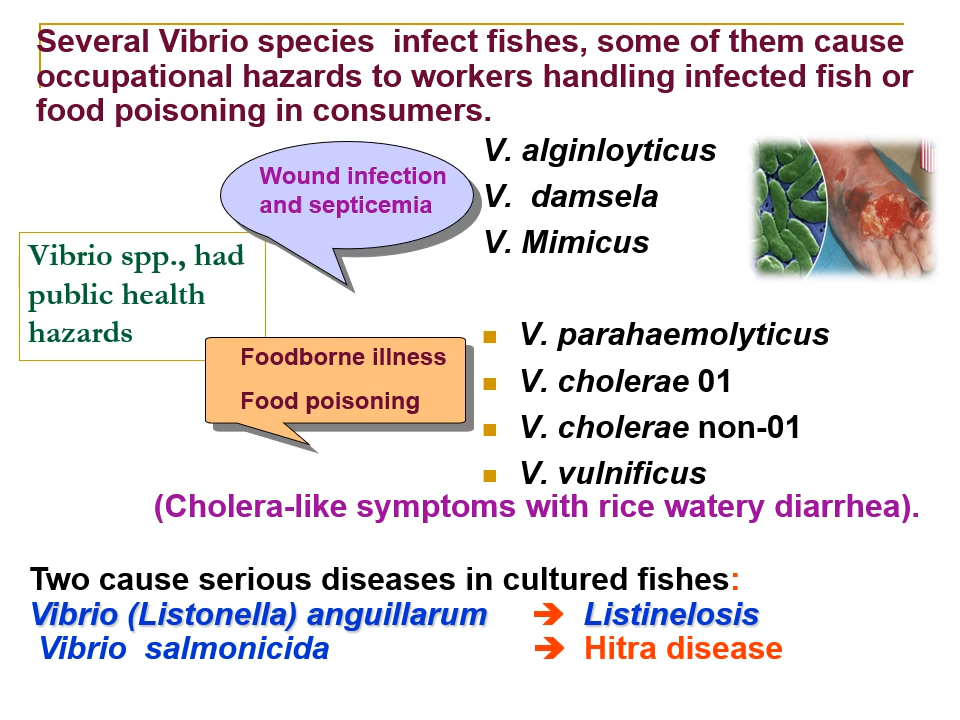 Several Vibrio species infect fishes, some of them cause
occupational hazards to workers handling infected fish or
food poisoning in consumers.
Wound infection
and septicemia
V. alginloyticus
V. damsela
V. Mimicus
Vibrio spp., had
public health
hazards
Foodborne illness
Food poisoning
V. parahaemolyticus
V. cholerae 01
V. cholerae non-01
V. vulnificus
(Cholera-like symptoms with rice watery diarrhea).
Two cause serious diseases in cultured fishes:
Vibrio (Listonella) anguillarum ➔ Listinelosis
Vibrio salmonicida ➔ Hitra disease